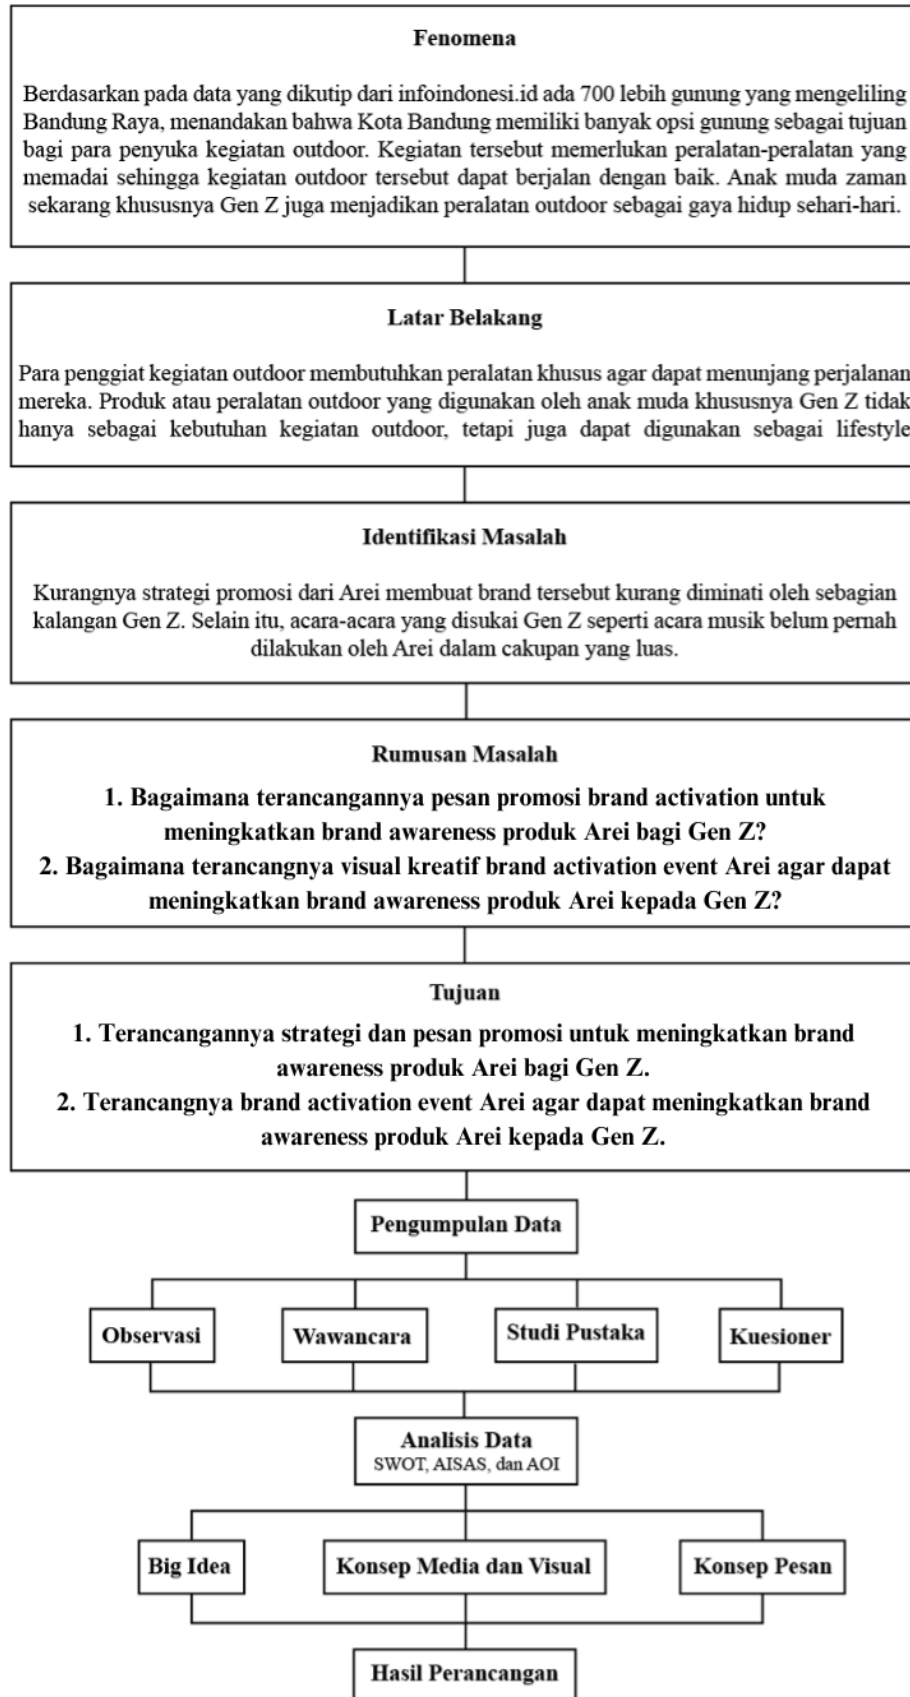 Fenomena
Berdasarkan pada data yang dikutip dari infoindonesi.id ada 700 lebih gunung yang mengeliling
Bandung Raya, menandakan bahwa Kota Bandung memiliki banyak opsi gunung sebagai tujuan
bagi para penyuka kegiatan outdoor. Kegiatan tersebut memerlukan peralatan-peralatan yang
memadai sehingga kegiatan outdoor tersebut dapat berjalan dengan baik. Anak muda zaman
sekarang khususnya Gen Z juga menjadikan peralatan outdoor sebagai gaya hidup sehari-hari.
Latar Belakang
Para penggiat kegiatan outdoor membutuhkan peralatan khusus agar dapat menunjang perjalanan
mereka. Produk atau peralatan outdoor yang digunakan oleh anak muda khususnya Gen Z tidak
hanya sebagai kebutuhan kegiatan outdoor, tetapi juga dapat digunakan sebagai lifestyle
Identifikasi Masalah
Kurangnya strategi promosi dari Arei membuat brand tersebut kurang diminati oleh sebagian
kalangan Gen Z. Selain itu, acara-acara yang disukai Gen Z seperti acara musik belum pernah
dilakukan oleh Arei dalam cakupan yang luas.
Rumusan Masalah
1. Bagaimana terancangannya pesan promosi brand activation untuk
meningkatkan brand awareness produk Arei bagi Gen Z?
2. Bagaimana terancangnya visual kreatif brand activation event Arei agar dapat
meningkatkan brand awareness produk Arei kepada Gen Z?
Tujuan
1. Terancangannya strategi dan pesan promosi untuk meningkatkan brand
awareness produk Arei bagi Gen Z.
2. Terancangnya brand activation event Arei agar dapat meningkatkan brand
awareness produk Arei kepada Gen Z.
Pengumpulan Data
Observasi
Wawancara
Studi Pustaka
Kuesioner
Analisis Data
SWOT, AISAS, dan AOI
Big Idea
Konsep Media dan Visual
Konsep Pesan
Hasil Perancangan